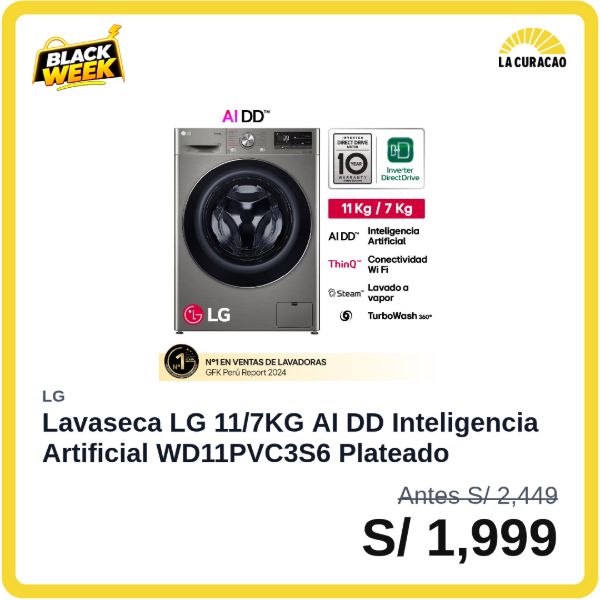 BLACK
WEEK
LA CURACAO
AI DD™
INVERTER
DIRECT DRIVE
MOTOR
10
YEAR
WARRANTY
Inverter
DirectDrive
11 Kg / 7 Kg
AI DD™ Inteligencia
Artificial
ThinQ™ Conectividad
Wi Fi
Steam™ Lavado a
vapor
TurboWash 360°
LG
N°1
N°1 EN VENTAS DE LAVADORAS
GFK Perú Report 2024
LG
Lavaseca LG 11/7KG AI DD Inteligencia
Artificial WD11PVC3S6 Plateado
Antes S/ 2,449
S/ 1,999